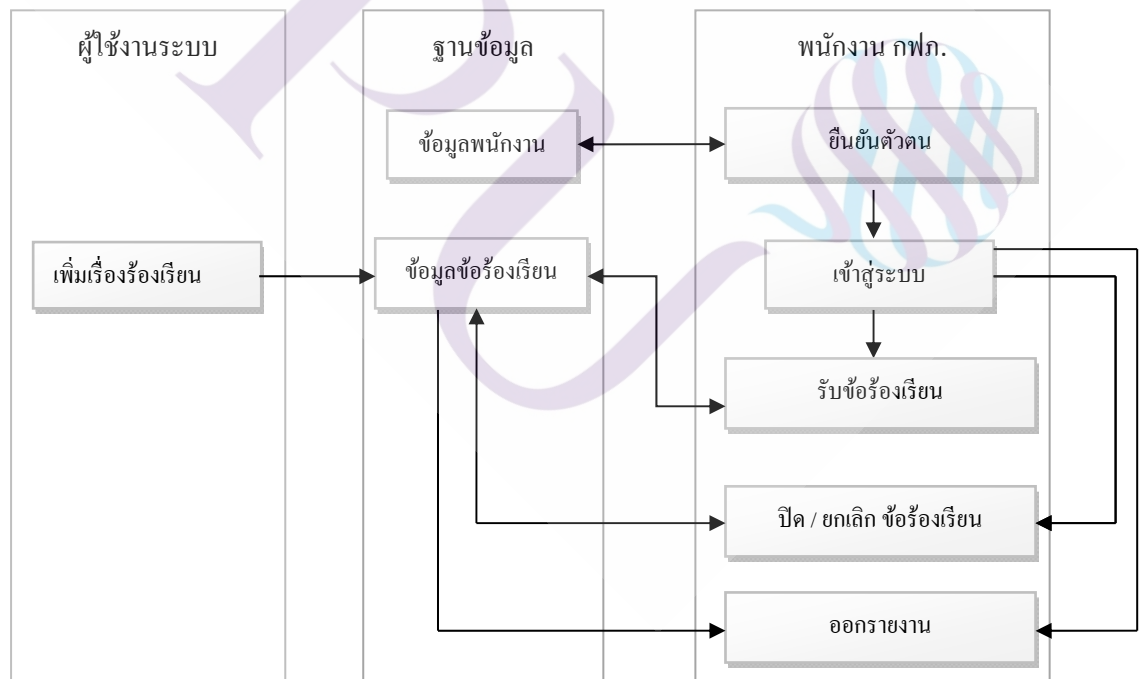 ผู้ใช้งานระบบ
ฐานข้อมูล
พนักงาน กฟภ.
ข้อมูลพนักงาน
ยืนยันตัวตน
เพิ่มเรื่องร้องเรียน
ข้อมูลข้อร้องเรียน
เข้าสู่ระบบ
รับข้อร้องเรียน
ปิด / ยกเลิก ข้อร้องเรียน
ออกรายงาน